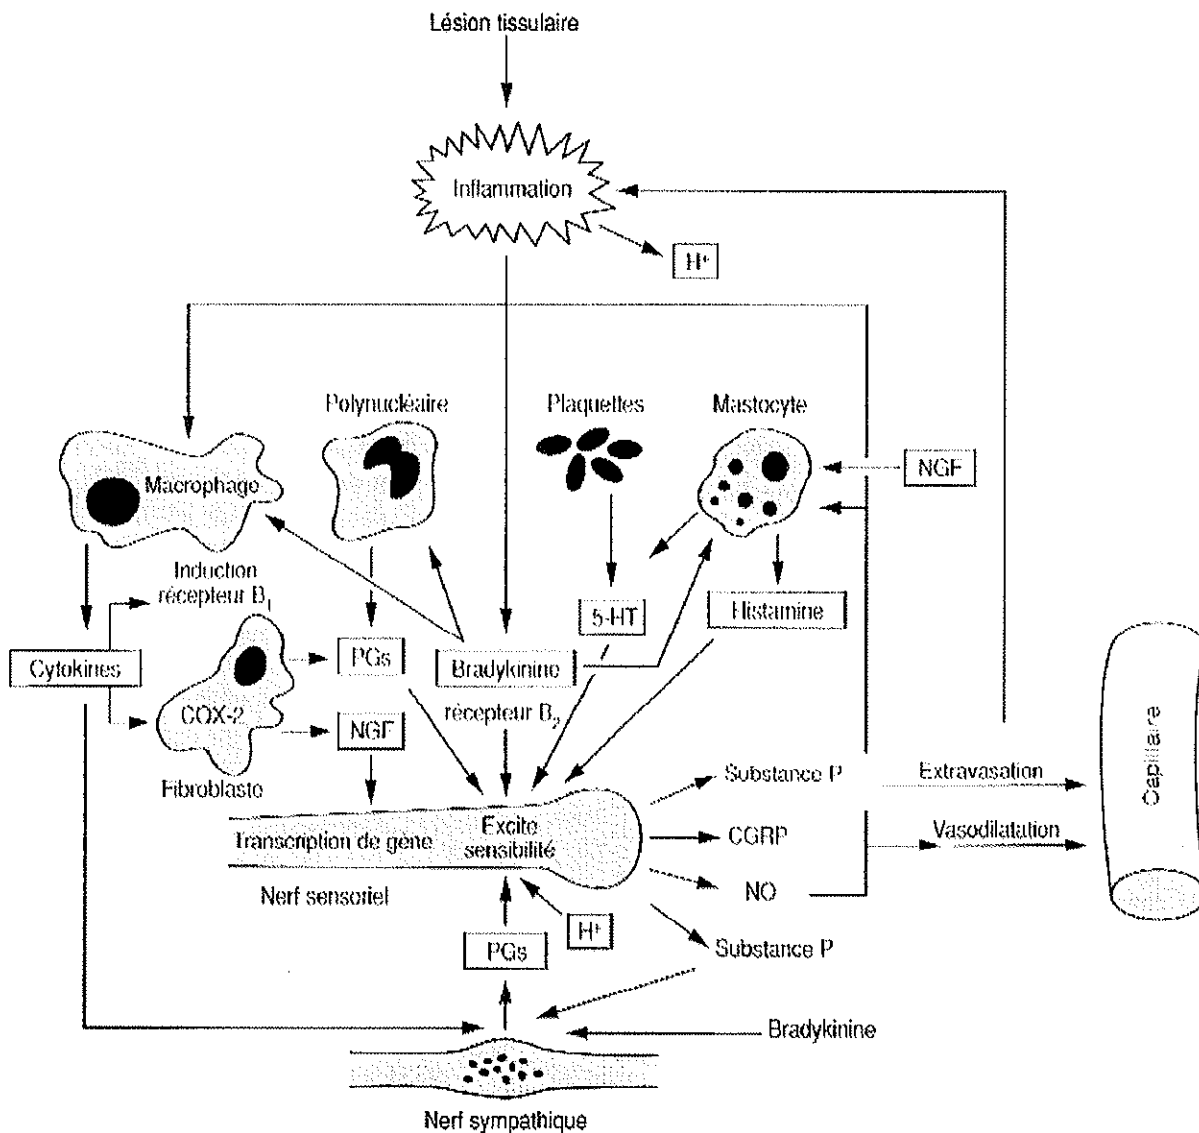 Lésion tissulaire
Inflammation
H+
Polynucléaire
Plaquettes
Mastocyte
Macrophage
NGF
Induction
récepteur B1
5-HT
Histamine
Cytokines
PGs
Bradykinine
COX-2
NGF
récepteur B2
Fibroblaste
Substance P
Extravasation
Capillaire
Transcription de gène
Excite
sensibilité
CGRP
Vasodilatation
Nerf sensoriel
NO
H+
PGs
Substance P
Bradykinine
Nerf sympathique